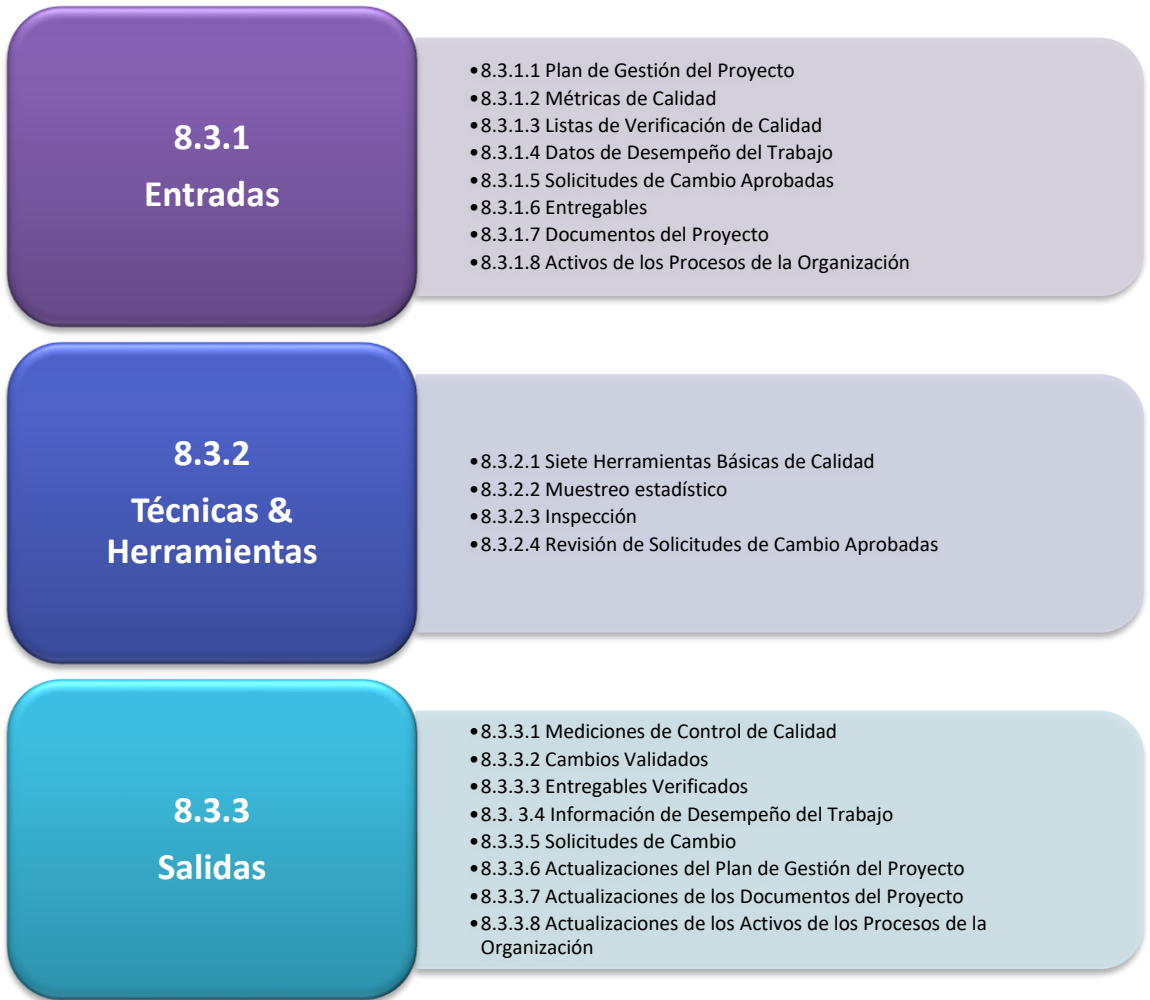 8.3.1
Entradas
•8.3.1.1 Plan de Gestión del Proyecto
•8.3.1.2 Métricas de Calidad
•8.3.1.3 Listas de Verificación de Calidad
•8.3.1.4 Datos de Desempeño del Trabajo
•8.3.1.5 Solicitudes de Cambio Aprobadas
•8.3.1.6 Entregables
•8.3.1.7 Documentos del Proyecto
•8.3.1.8 Activos de los Procesos de la Organización
8.3.2
Técnicas &
Herramientas
•8.3.2.1 Siete Herramientas Básicas de Calidad
•8.3.2.2 Muestreo estadístico
•8.3.2.3 Inspección
•8.3.2.4 Revisión de Solicitudes de Cambio Aprobadas
8.3.3
Salidas
•8.3.3.1 Mediciones de Control de Calidad
•8.3.3.2 Cambios Validados
•8.3.3.3 Entregables Verificados
•8.3. 3.4 Información de Desempeño del Trabajo
•8.3.3.5 Solicitudes de Cambio
•8.3.3.6 Actualizaciones del Plan de Gestión del Proyecto
•8.3.3.7 Actualizaciones de los Documentos del Proyecto
•8.3.3.8 Actualizaciones de los Activos de los Procesos de la
Organización